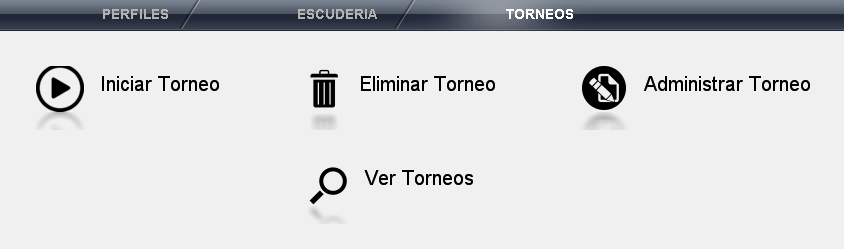 PERFILES ESCUDERIA TORNEOS
Iniciar Torneo Eliminar Torneo Administrar Torneo
Ver Torneos